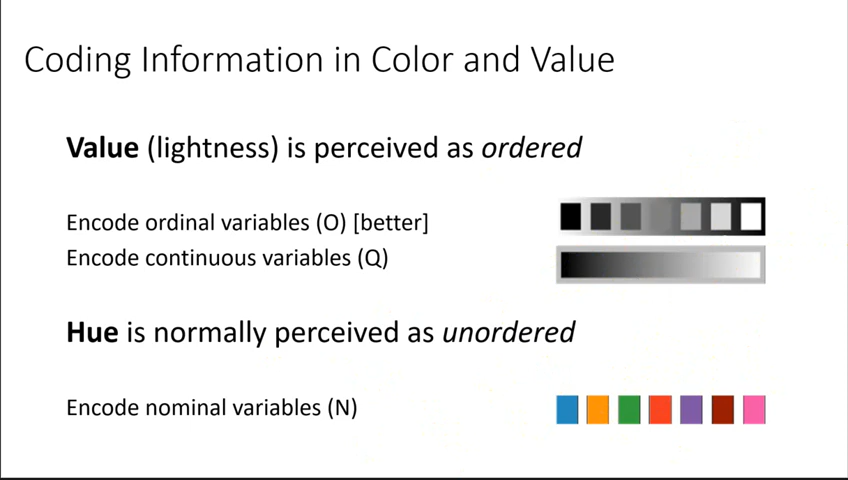 Coding Information in Color and Value
Value (lightness) is perceived as ordered
Encode ordinal variables (O) [better]
Encode continuous variables (Q)
Hue is normally perceived as unordered
Encode nominal variables (N)